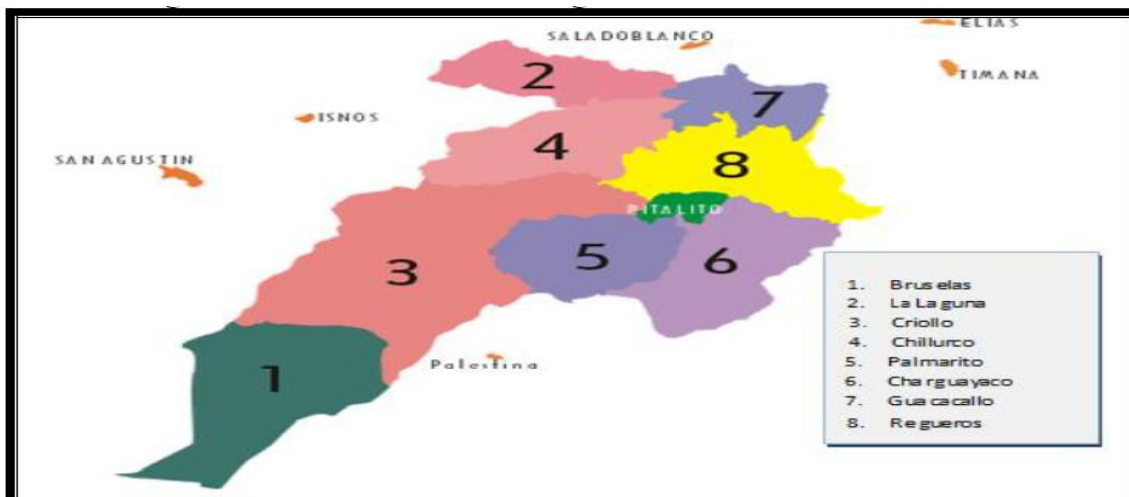 ELIAS
SALADOBLANCO
TIMANA
2
7
ISNOS
4
SAN AGUSTIN
8
PITALITO
3
5
6
Palestina
1
1. Bruselas
2. La Laguna
3. Criollo
4. Chillurco
5. Palmarito
6. Charguayaco
7. Guacacallo
8. Regueros